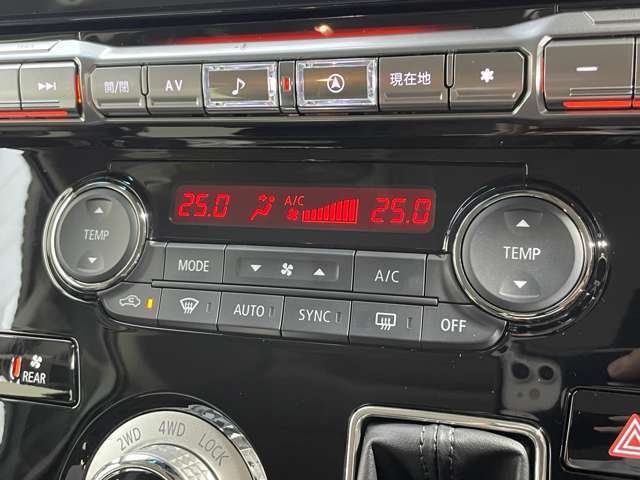 開/閉 AV 現在地
25.0 A/C 25.0
TEMP
TEMP
MODE A/C
AUTO SYNC OFF
REAR
2WD 4WD LOCK